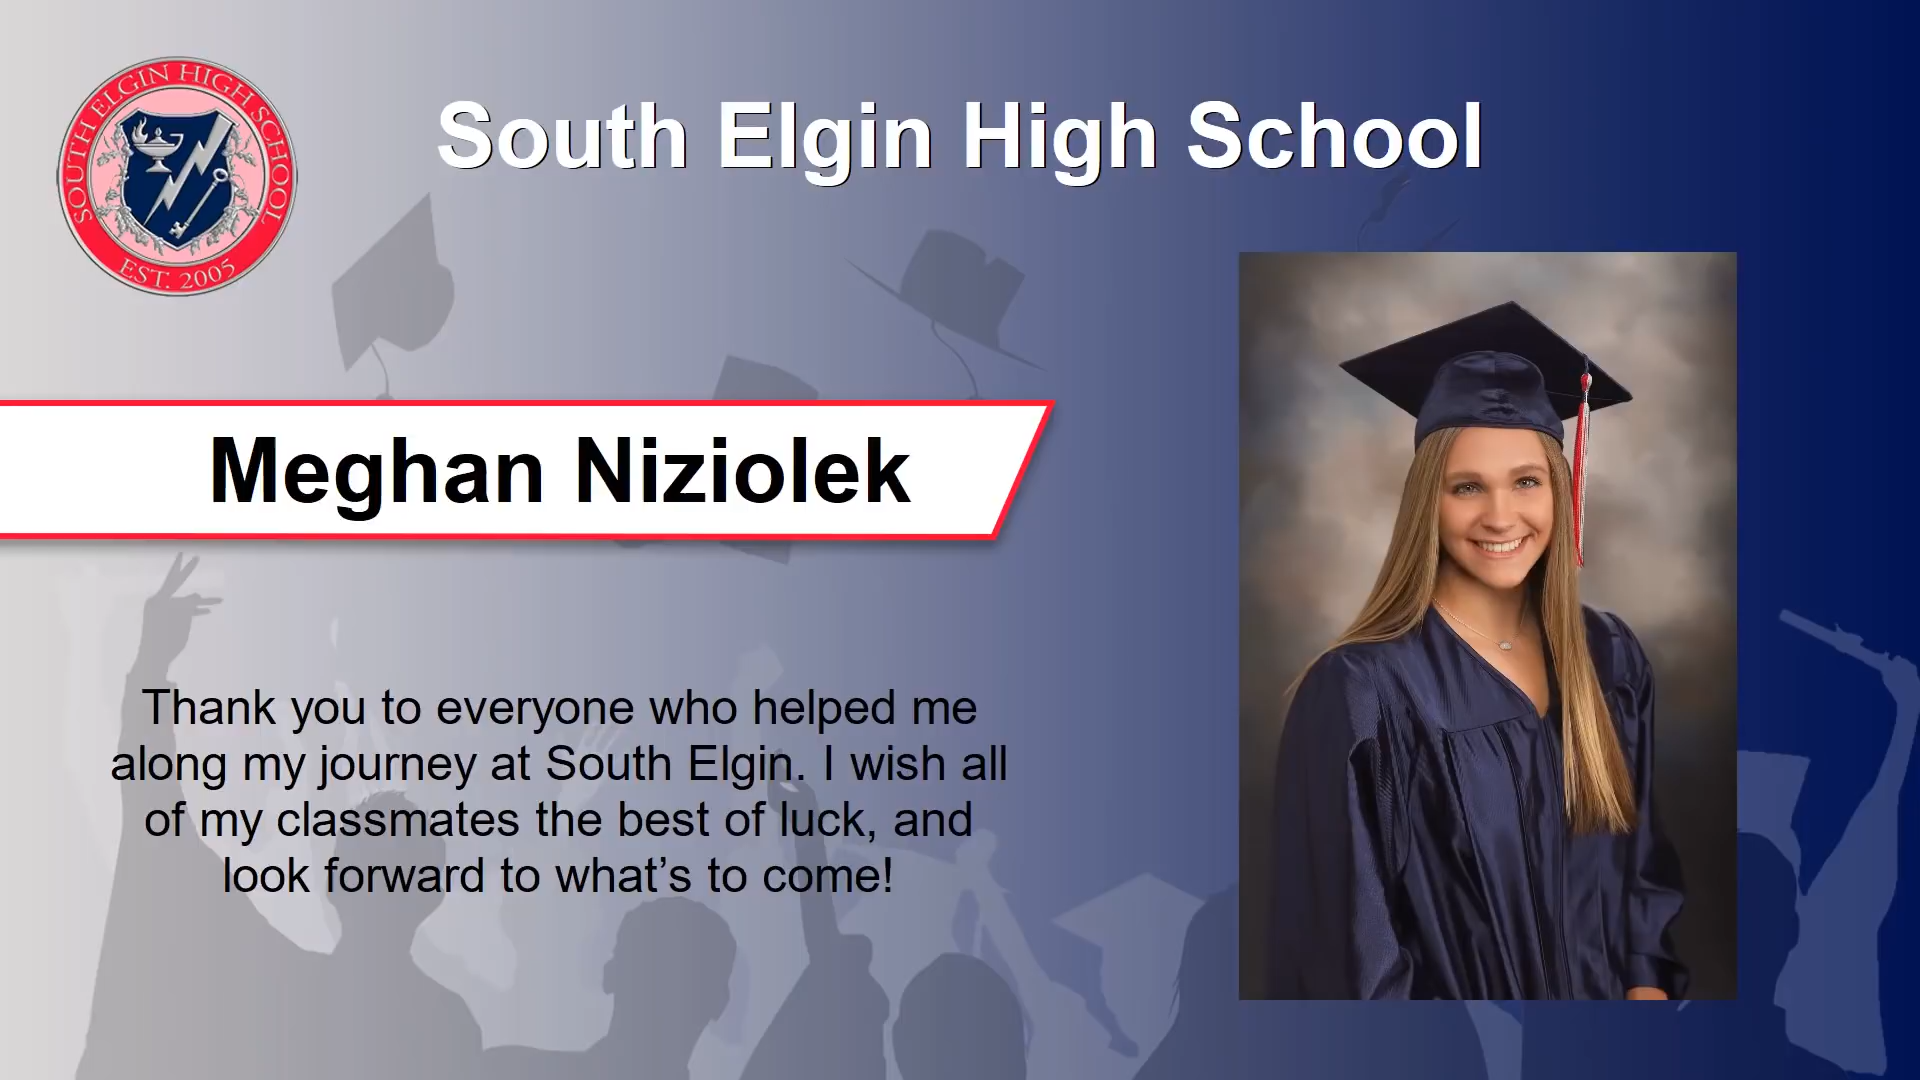 SOUTH ELGIN HIGH SCHOOL
EST. 2005
South Elgin High School
Meghan Niziolek
Thank you to everyone who helped me
along my journey at South Elgin. I wish all
of my classmates the best of luck, and
look forward to what’s to come!